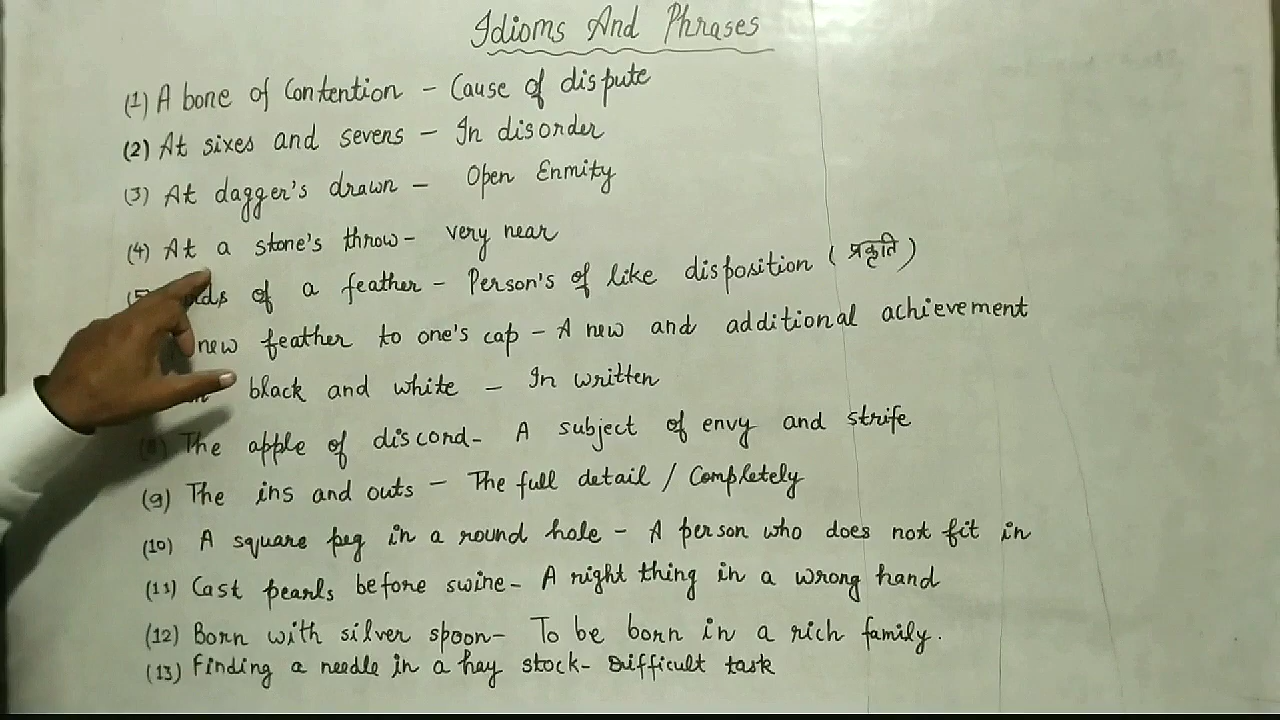 Idioms And Phrases
(1) A bone of Contention - Cause of dispute
(2) At sixes and sevens - In disorder
(3) At dagger's drawn - Open Enmity
(4) At a stone's throw - very near
of a feather - Person's of like disposition (प्रकृति)
new feather to one's cap - A new and additional achievement
black and white - In written
(8) The apple of discord - A subject of envy and strife
(9) The ins and outs - The full detail / Completely
(10) A square peg in a round hole - A person who does not fit in
(11) Cast pearls before swine - A right thing in a wrong hand
(12) Born with silver spoon - To be born in a rich family.
(13) Finding a needle in a hay stock - Difficult task